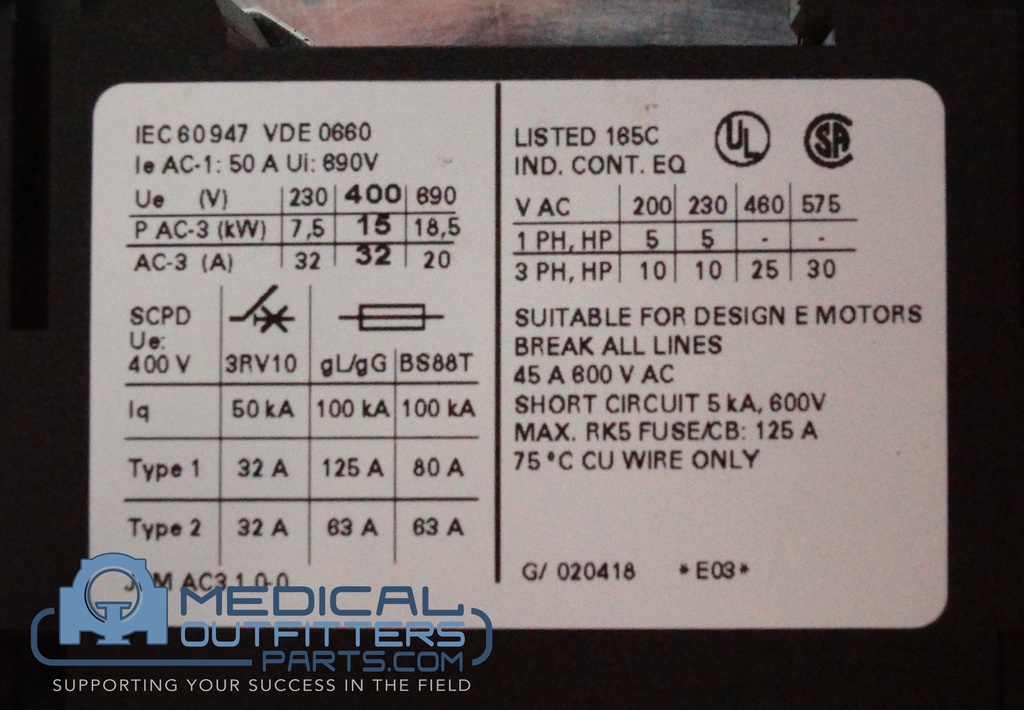 IEC 60947 VDE 0660
Ie AC-1: 50 A Ui: 690V
Ue (V) 230 400 690
P AC-3 (kW) 7,5 15 18,5
AC-3 (A) 32 32 20
SCPD
Ue:
400 V 3RV10 gL/gG BS88T
Iq 50 kA 100 kA 100 kA
Type 1 32 A 125 A 80 A
Type 2 32 A 63 A 63 A
LISTED 165C UL SA
IND. CONT. EQ
V AC 200 230 460 575
1 PH, HP 5 5 - -
3 PH, HP 10 10 25 30
SUITABLE FOR DESIGN E MOTORS
BREAK ALL LINES
45 A 600 V AC
SHORT CIRCUIT 5 kA, 600V
MAX. RK5 FUSE/CB: 125 A
75 °C CU WIRE ONLY
G/ 020418 *E03*
MEDICAL
OUTFITTERS
PARTS.COM
SUPPORTING YOUR SUCCESS IN THE FIELD